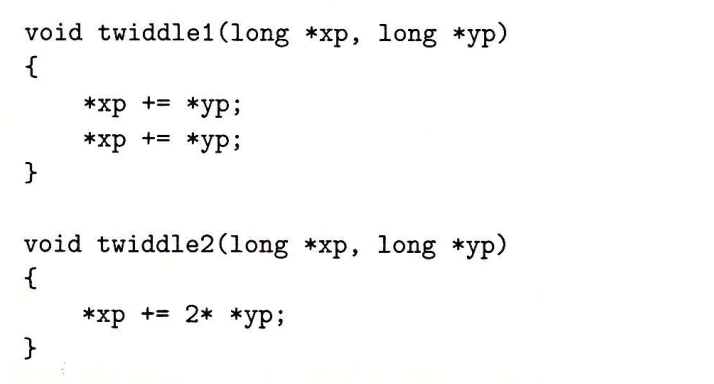 void twiddle1(long *xp, long *yp)
{
    *xp += *yp;
    *xp += *yp;
}

void twiddle2(long *xp, long *yp)
{
    *xp += 2* *yp;
}